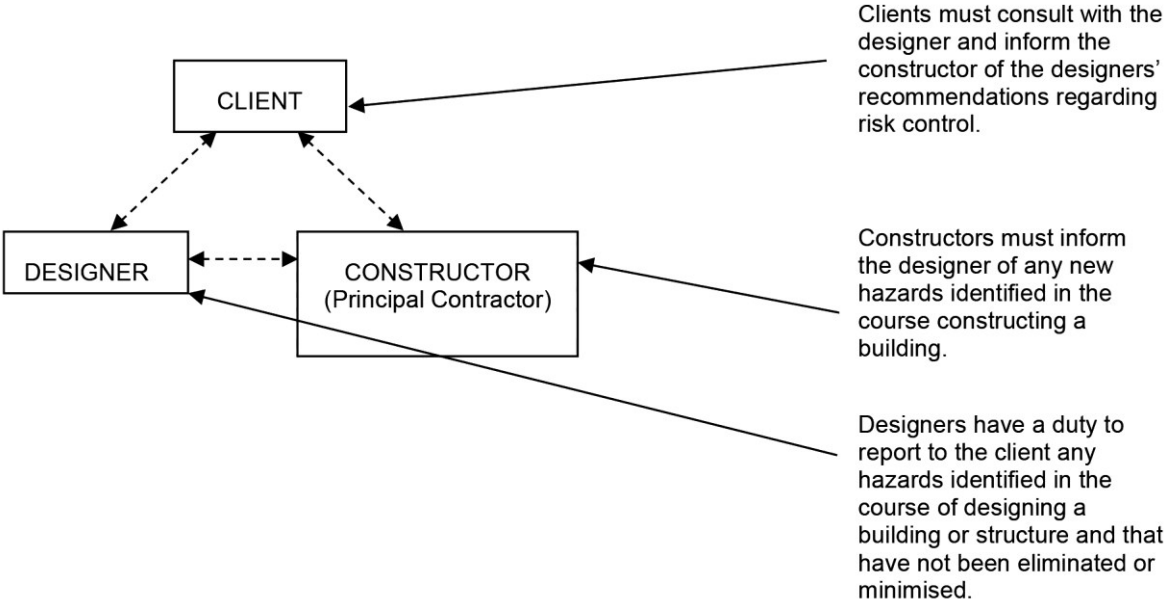 Clients must consult with the
designer and inform the
constructor of the designers’
recommendations regarding
risk control.
CLIENT
DESIGNER
CONSTRUCTOR
(Principal Contractor)
Constructors must inform
the designer of any new
hazards identified in the
course constructing a
building.
Designers have a duty to
report to the client any
hazards identified in the
course of designing a
building or structure and that
have not been eliminated or
minimised.